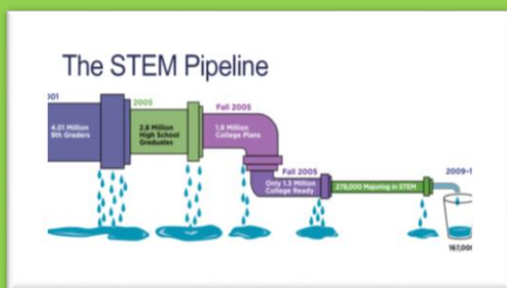 The STEM Pipeline
001
2005
Fall 2005
4.01 Million
9th Graders
2.8 Million
High School
Graduates
1.9 Million
College Plans
Fall 2005
Only 1.3 Million
College Ready
278,000 Majoring in STEM
2009-1
167,00